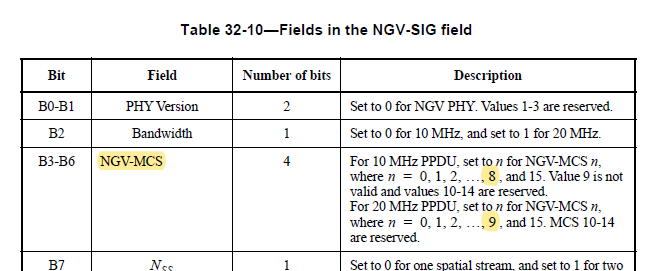 Table 32-10—Fields in the NGV-SIG field
Bit Field Number of bits Description
B0-B1 PHY Version 2 Set to 0 for NGV PHY. Values 1-3 are reserved.
B2 Bandwidth 1 Set to 0 for 10 MHz, and set to 1 for 20 MHz.
B3-B6 NGV-MCS 4 For 10 MHz PPDU, set to n for NGV-MCS n,
where n = 0, 1, 2, …, 8, and 15. Value 9 is not
valid and values 10-14 are reserved.
For 20 MHz PPDU, set to n for NGV-MCS n,
where n = 0, 1, 2, …, 9, and 15. MCS 10-14
are reserved.
B7 NSS 1 Set to 0 for one spatial stream, and set to 1 for two